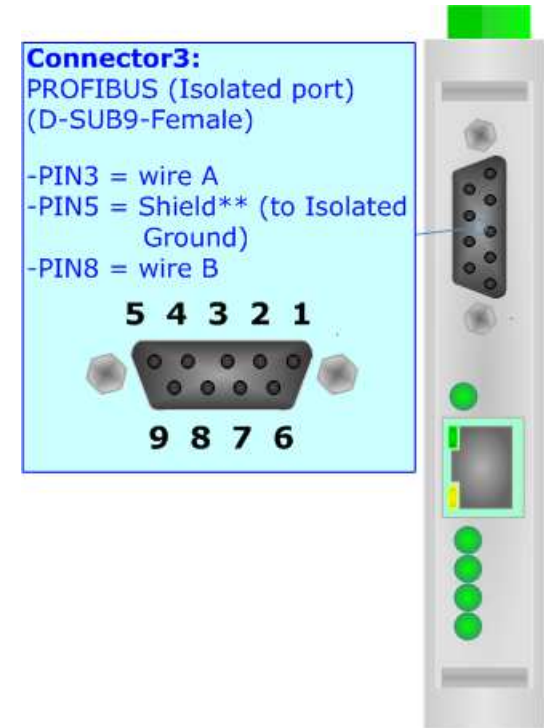 Connector3:
PROFIBUS (Isolated port)
(D-SUB9-Female)
-PIN3 = wire A
-PIN5 = Shield** (to Isolated
Ground)
-PIN8 = wire B
5 4 3 2 1
9 8 7 6